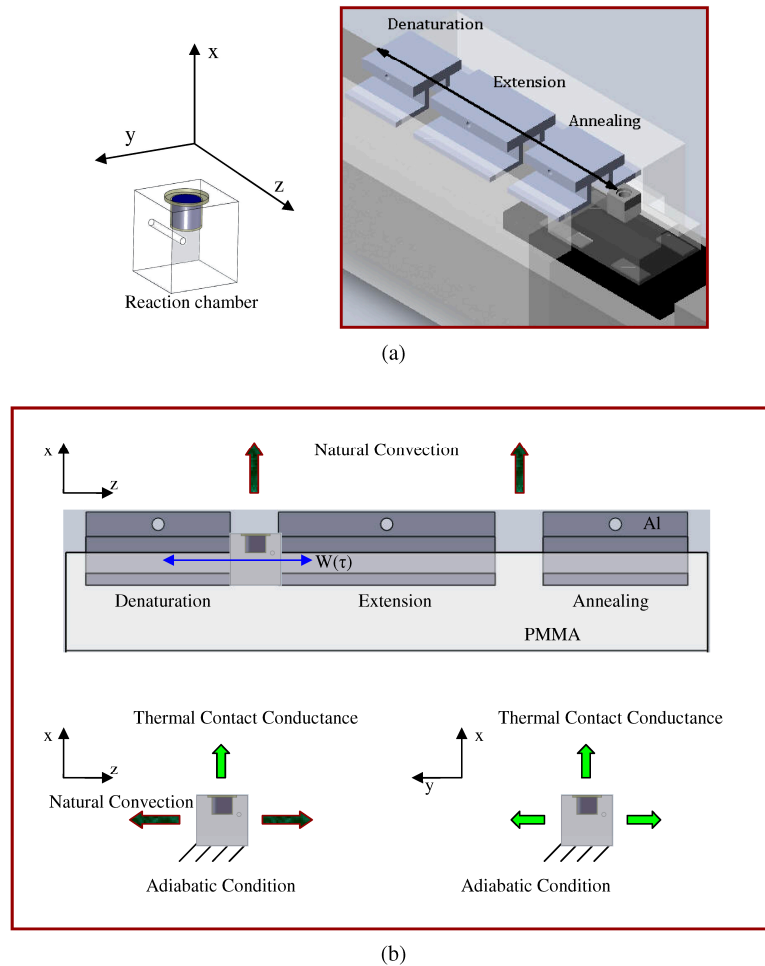 x
y
z
Reaction chamber
Denaturation
Extension
Annealing
(a)
x
z
Natural Convection
Al
W(τ)
Denaturation
Extension
Annealing
PMMA
Thermal Contact Conductance
x
z
Natural Convection
Adiabatic Condition
Thermal Contact Conductance
x
y
Adiabatic Condition
(b)